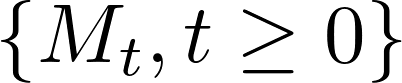 {M_t, t ≥ 0}